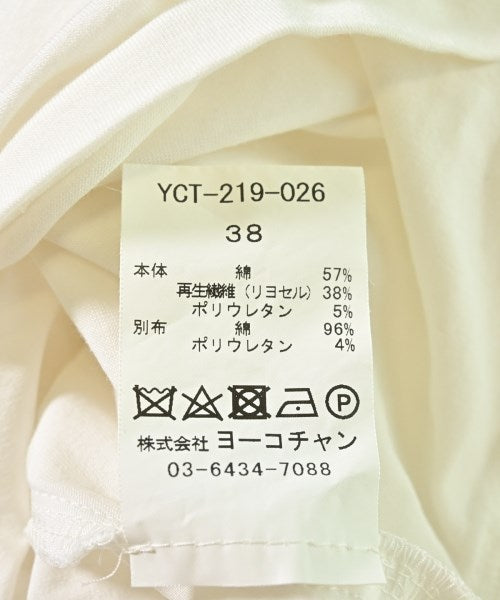 YCT-219-026
38
本体 綿 57%
再生繊維（リヨセル）38%
ポリウレタン 5%
別布 綿 96%
ポリウレタン 4%
P
株式会社 ヨーコチャン
03-6434-7088